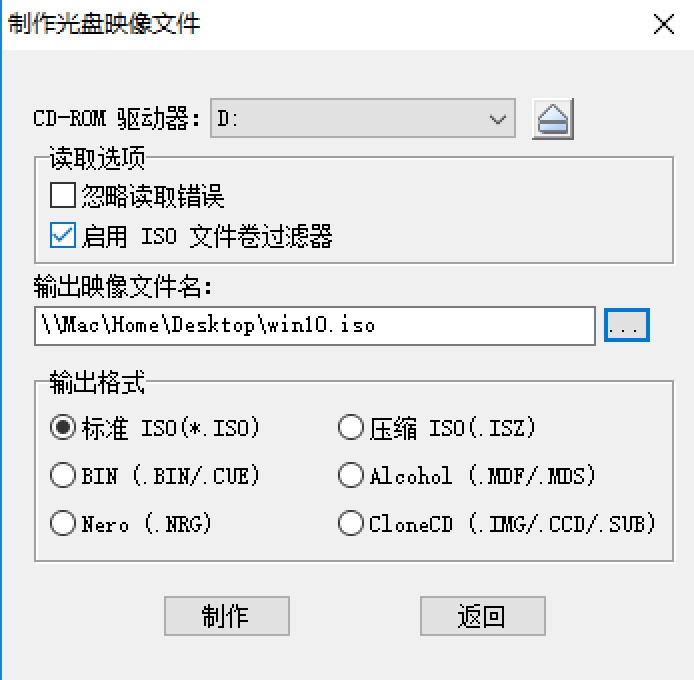 制作光盘映像文件
CD-ROM 驱动器: D:
读取选项
忽略读取错误
启用 ISO 文件卷过滤器
输出映像文件名:
\\Mac\Home\Desktop\win10.iso ...
输出格式
标准 ISO(*.ISO) 压缩 ISO(.ISZ)
BIN (.BIN/.CUE) Alcohol (.MDF/.MDS)
Nero (.NRG) CloneCD (.IMG/.CCD/.SUB)
制作 返回